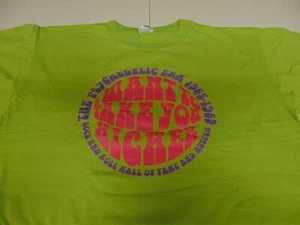 THE PSYCHEDELIC ERA 1965-1969
I WANT TO
TAKE YOU
HIGHER
ROCK AND ROLL HALL OF FAME AND MUSEUM